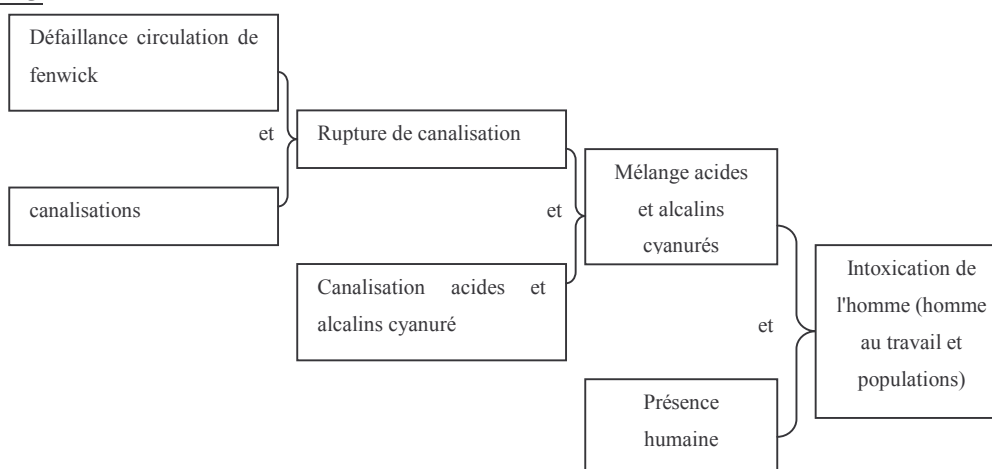 Défaillance circulation de
fenwick
et
canalisations
Rupture de canalisation
et
Canalisation acides et
alcalins cyanuré
Mélange acides
et alcalins
cyanurés
et
Présence
humaine
Intoxication de
l'homme (homme
au travail et
populations)